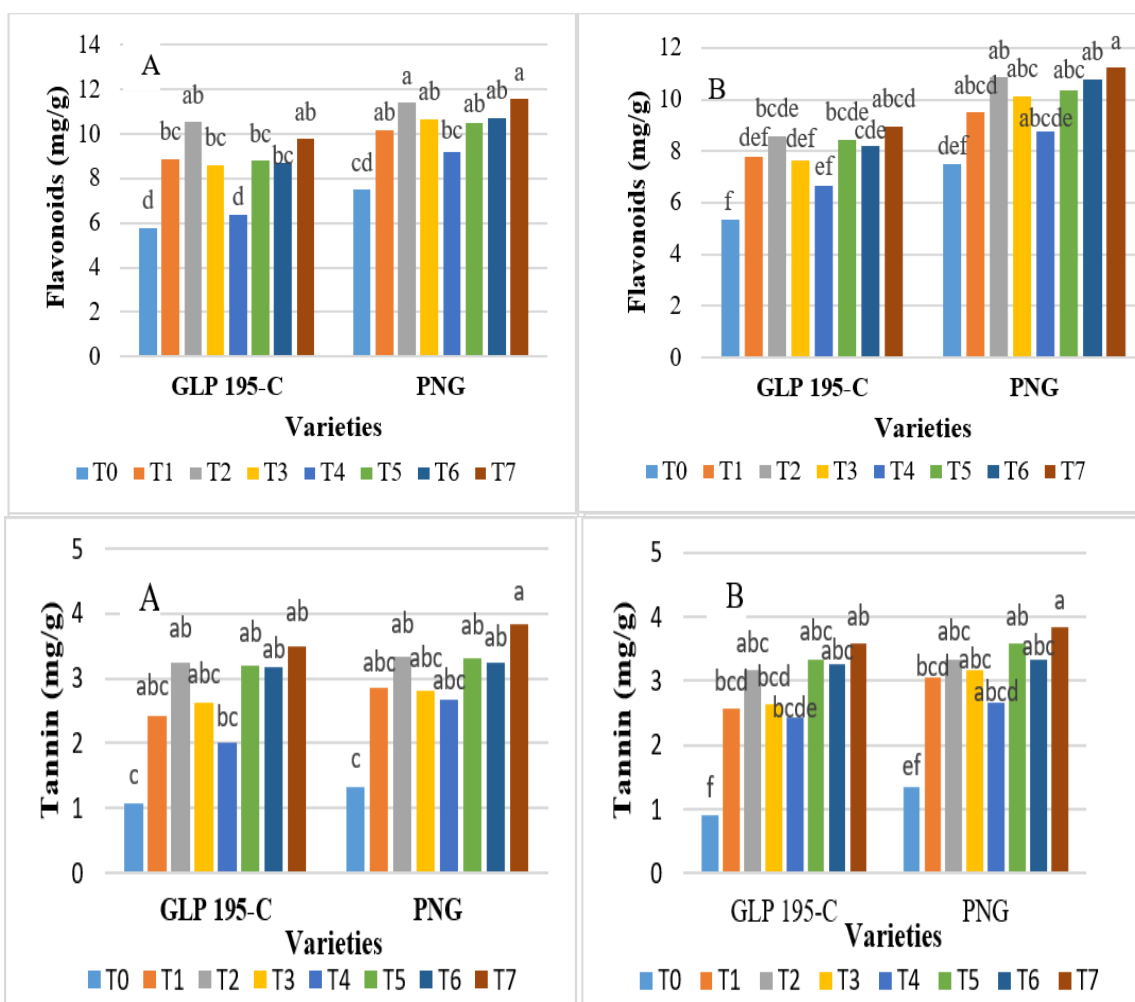 14
12
10
8
6
4
2
0
Flavonoids (mg/g)
A
d
bc
ab
bc
d
bc
bc
ab
cd
ab
a
ab
bc
ab
ab
a
GLP 195-C PNG
Varieties
T0 T1 T2 T3 T4 T5 T6 T7
12
10
8
6
4
2
0
Flavonoids (mg/g)
B
f
def
bcde
def
ef
bcde
cde
abcd
def
abcd
ab
abc
abcde
abc
ab
a
GLP 195-C PNG
Varieties
T0 T1 T2 T3 T4 T5 T6 T7
5
4
3
2
1
0
Tannin (mg/g)
A
c
abc
ab
abc
bc
ab
ab
ab
c
abc
ab
abc
abc
ab
ab
a
GLP 195-C PNG
Varieties
T0 T1 T2 T3 T4 T5 T6 T7
5
4
3
2
1
0
Tannin (mg/g)
B
f
bcd
abc
bcd
bcde
abc
abc
ab
ef
bcd
abc
abc
abcd
ab
abc
a
GLP 195-C PNG
Varieties
T0 T1 T2 T3 T4 T5 T6 T7